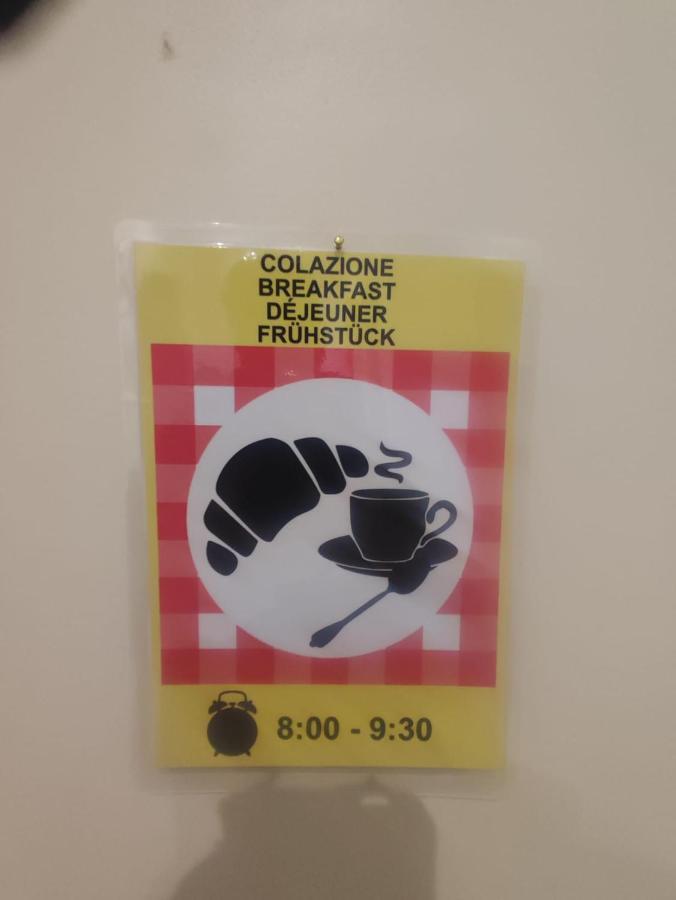 COLAZIONE
BREAKFAST
DÉJEUNER
FRÜHSTÜCK
8:00 - 9:30